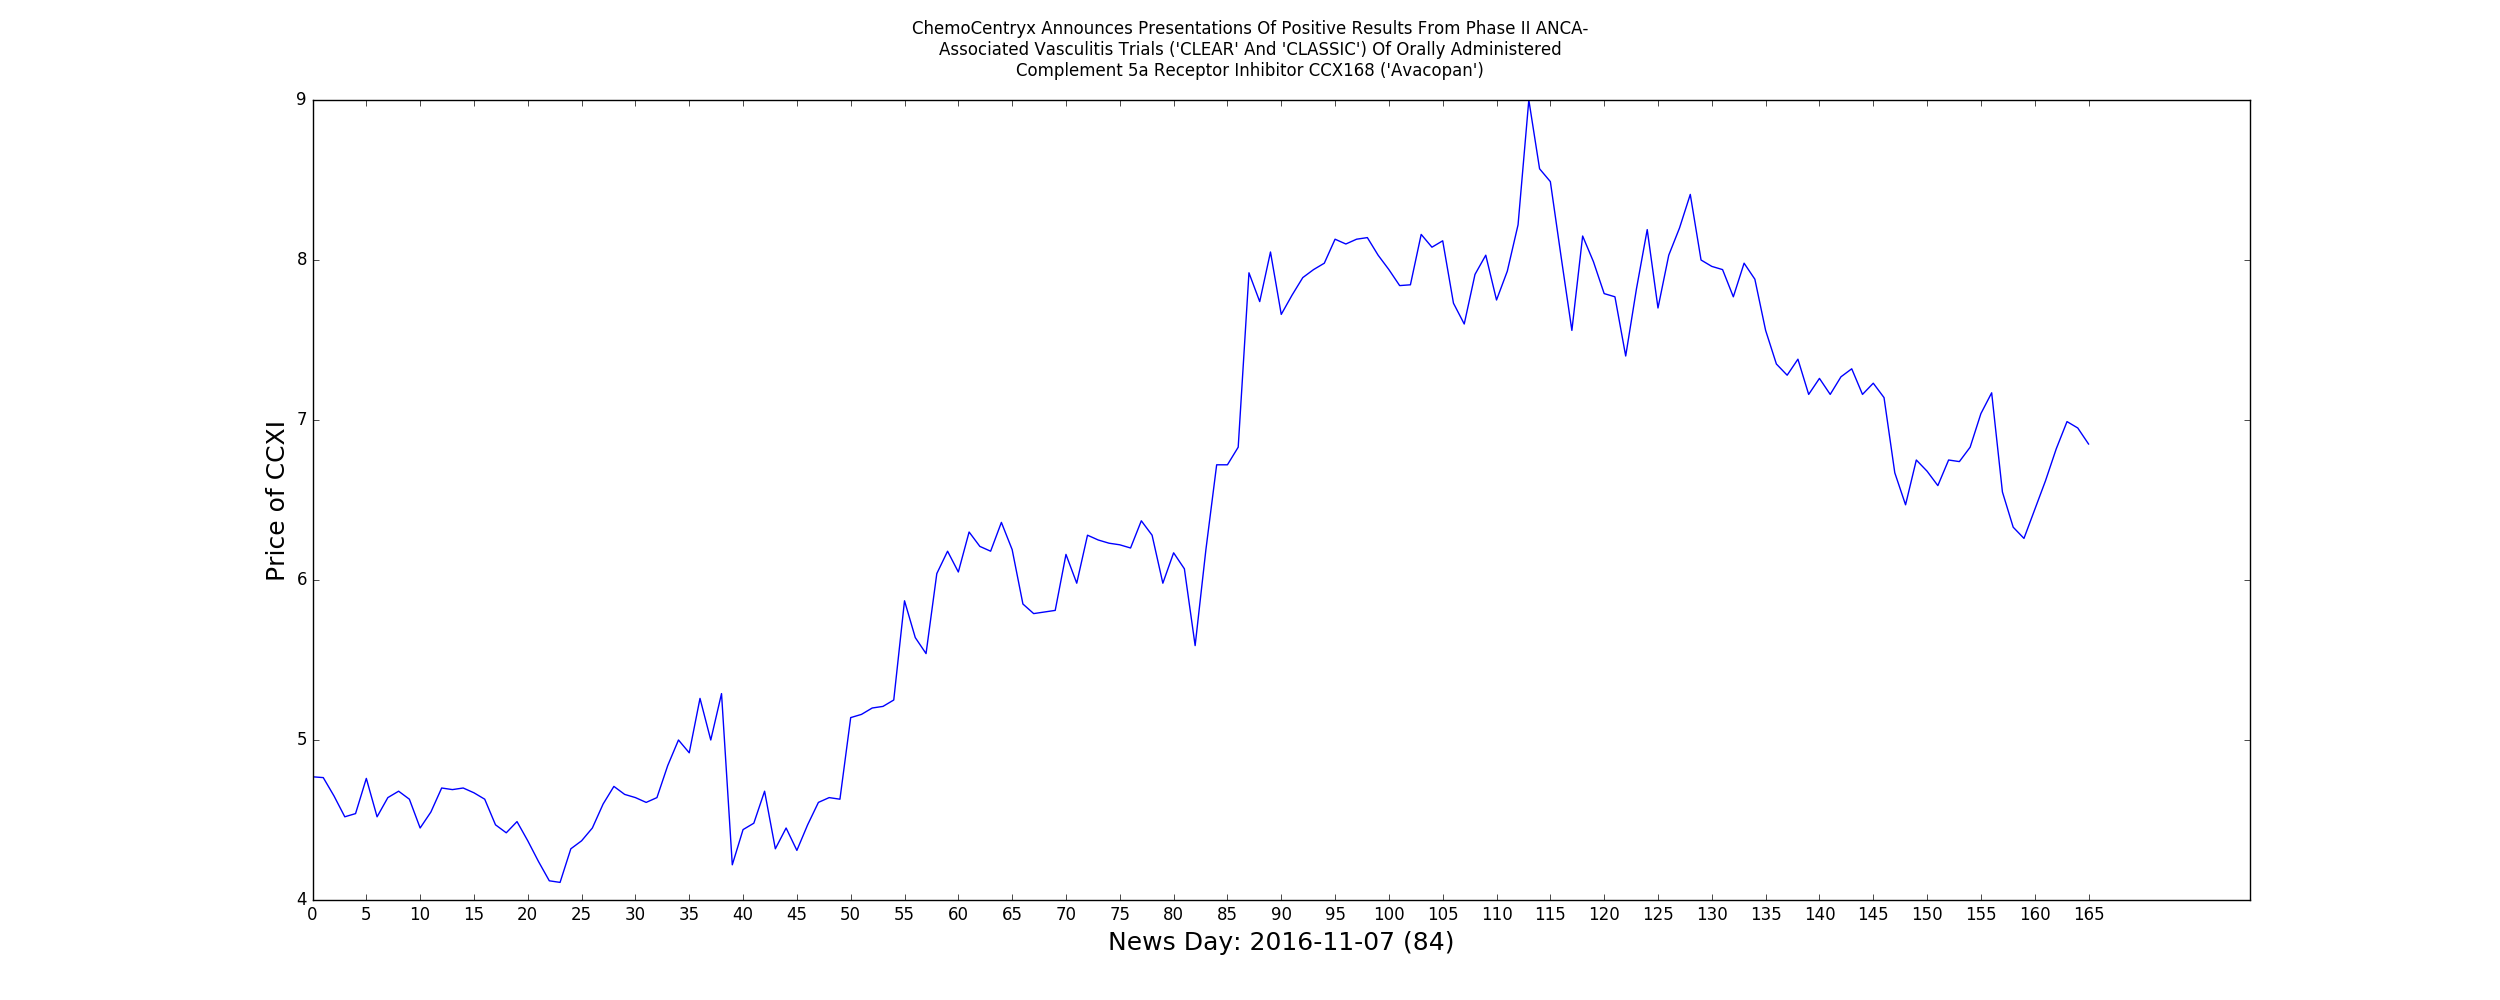 ChemoCentryx Announces Presentations Of Positive Results From Phase II ANCA-
Associated Vasculitis Trials ('CLEAR' And 'CLASSIC') Of Orally Administered
Complement 5a Receptor Inhibitor CCX168 ('Avacopan')
9
8
7
6
5
4
Price of CCXI
0 5 10 15 20 25 30 35 40 45 50 55 60 65 70 75 80 85 90 95 100 105 110 115 120 125 130 135 140 145 150 155 160 165
News Day: 2016-11-07 (84)